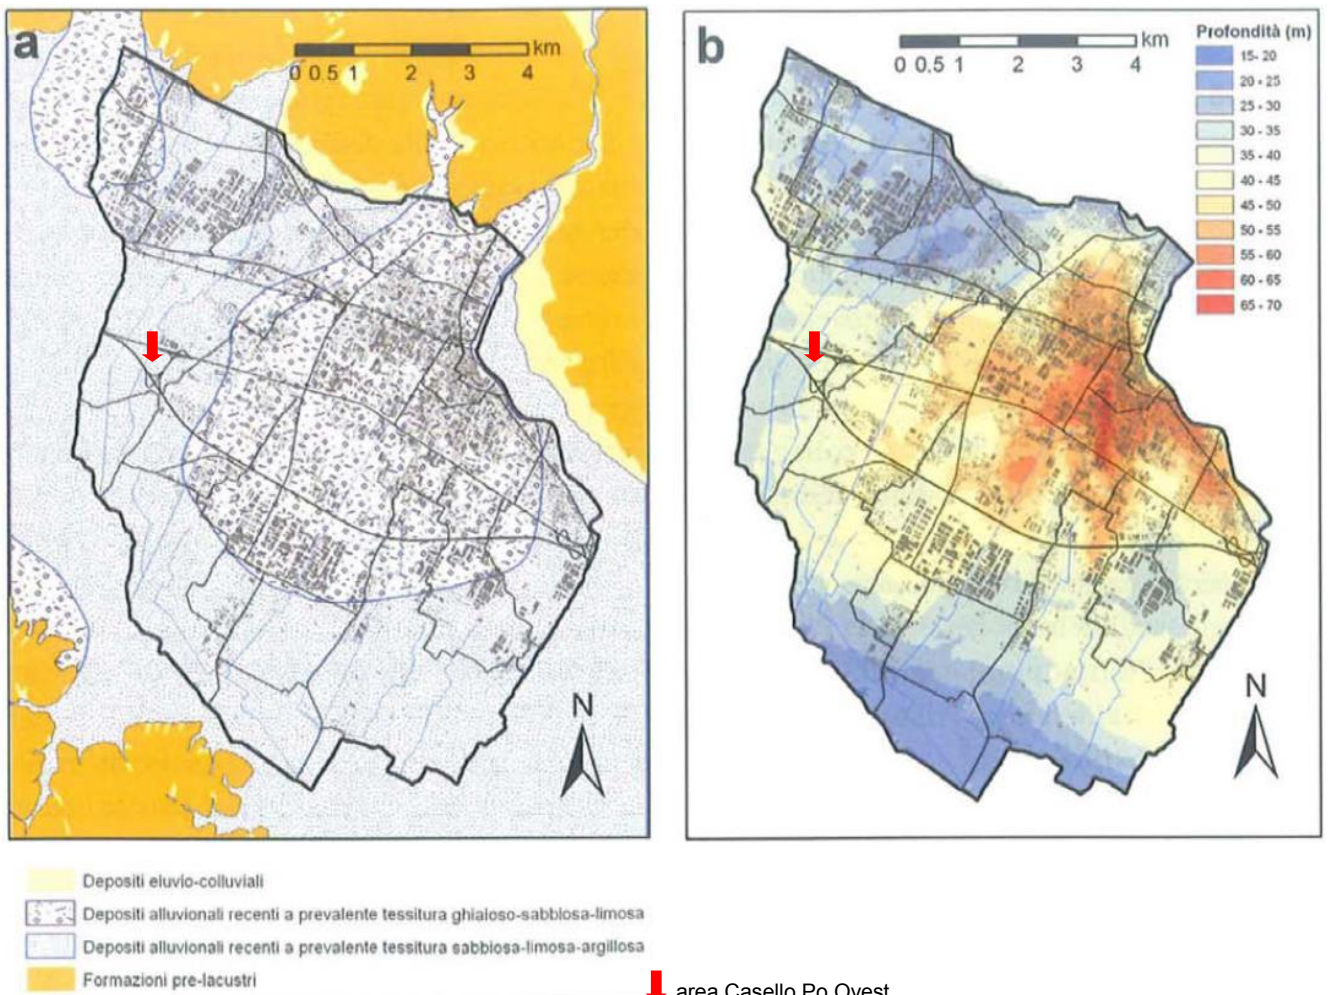 a
km
0 0.5 1 2 3 4
N
b
km
0 0.5 1 2 3 4
Profondità (m)
15- 20
20 - 25
25 - 30
30 - 35
35 - 40
40 - 45
45 - 50
50 - 55
55 - 60
60 - 65
65 - 70
N
Depositi eluvio-colluviali
Depositi alluvionali recenti a prevalente tessitura ghiaioso-sabbiosa-limosa
Depositi alluvionali recenti a prevalente tessitura sabbiosa-limosa-argillosa
Formazioni pre-lacustri
area Casello Po Ovest